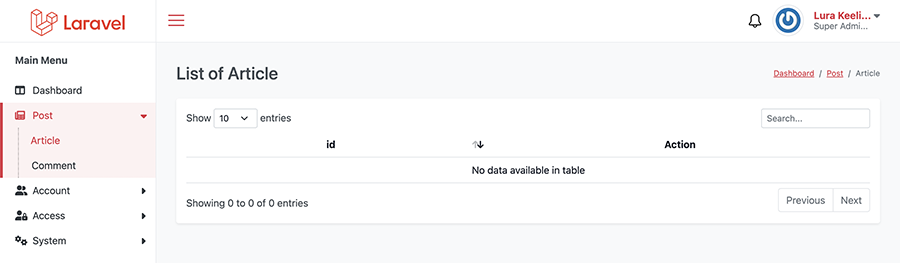 Laravel
Lura Keeli...
Super Admi...
Main Menu
Dashboard
Post
Article
Comment
Account
Access
System
List of Article
Dashboard / Post / Article
Show 10 entries
Search...
id Action
No data available in table
Showing 0 to 0 of 0 entries
Previous Next